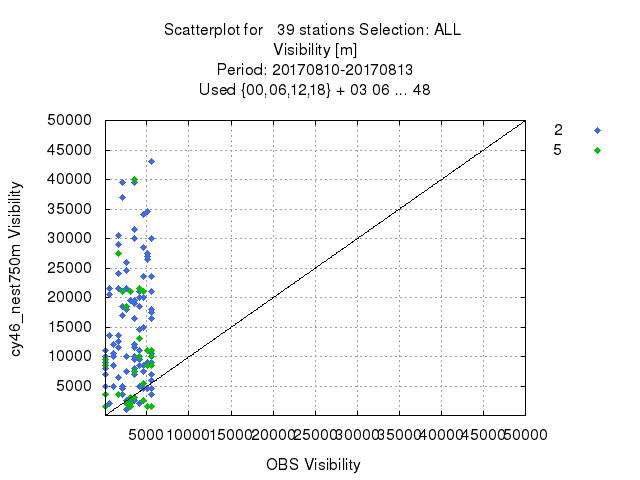 Scatterplot for 39 stations Selection: ALL
Visibility [m]
Period: 20170810-20170813
Used {00,06,12,18} + 03 06 ... 48
50000
45000
40000
35000
30000
25000
20000
15000
10000
5000
cy46_nest750m Visibility
2
5
5000 10000 15000 20000 25000 30000 35000 40000 45000 50000
OBS Visibility